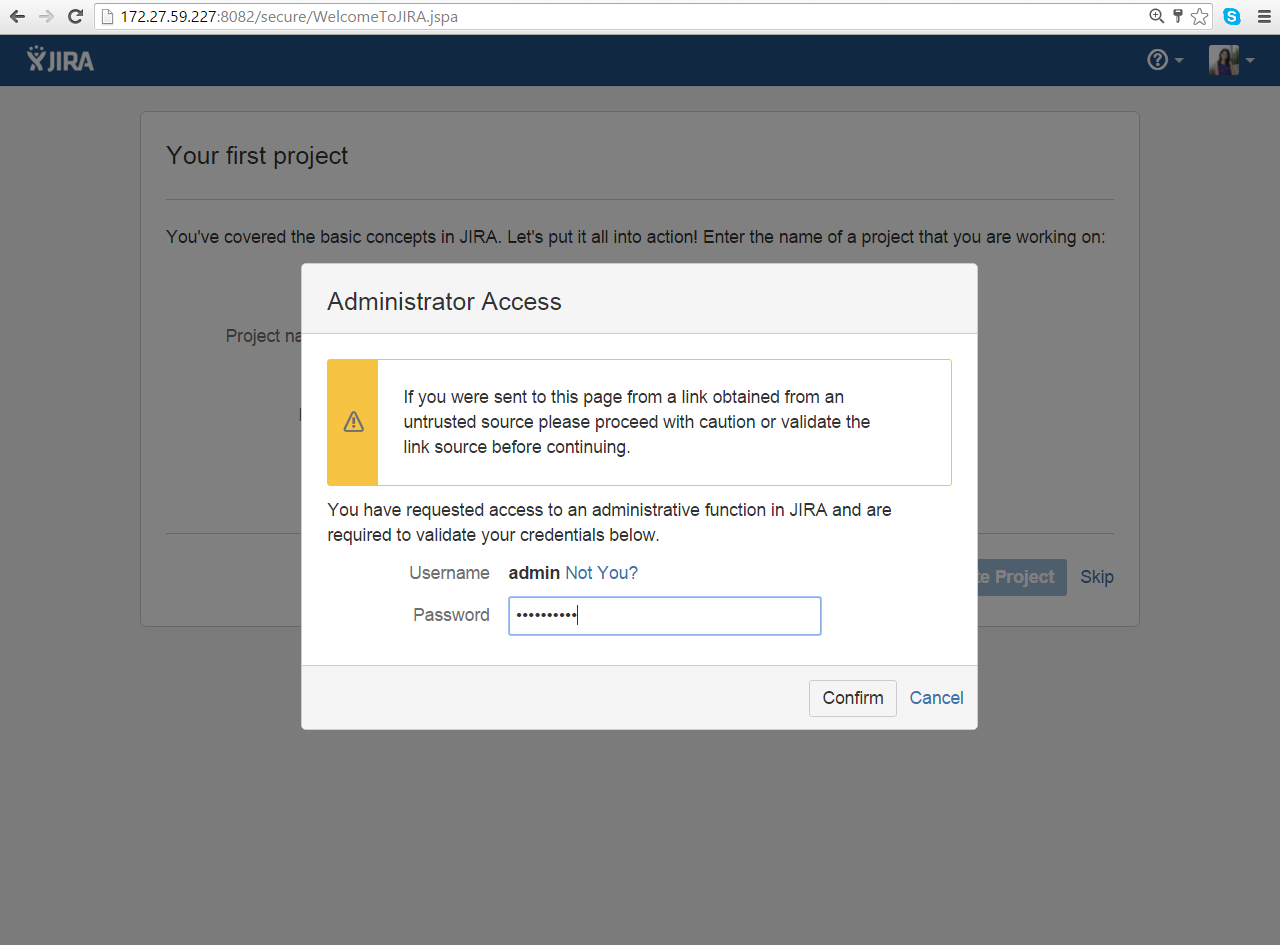 172.27.59.227:8082/secure/WelcomeToJIRA.jspa
JIRA
Your first project
You've covered the basic concepts in JIRA. Let's put it all into action! Enter the name of a project that you are working on:
Administrator Access
Project
If you were sent to this page from a link obtained from an
untrusted source please proceed with caution or validate the
link source before continuing.
You have requested access to an administrative function in JIRA and are
required to validate your credentials below.
Username admin Not You?
Project Skip
Password ••••••••••
Confirm Cancel